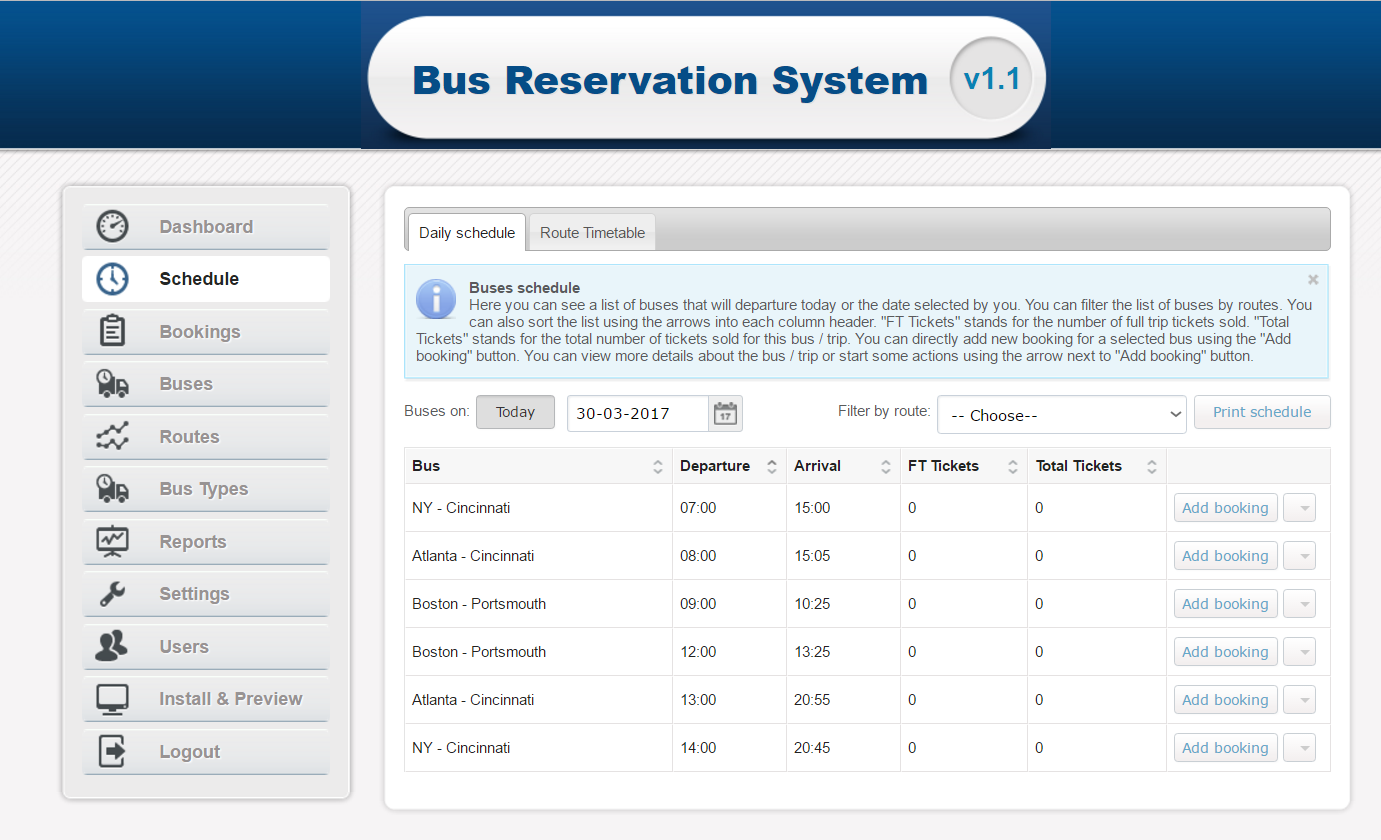 Bus Reservation System v1.1
Dashboard
Schedule
Bookings
Buses
Routes
Bus Types
Reports
Settings
Users
Install & Preview
Logout
Daily schedule Route Timetable
Buses schedule
Here you can see a list of buses that will departure today or the date selected by you. You can filter the list of buses by routes. You
can also sort the list using the arrows into each column header. "FT Tickets" stands for the number of full trip tickets sold. "Total
Tickets" stands for the total number of tickets sold for this bus / trip. You can directly add new booking for a selected bus using the "Add
booking" button. You can view more details about the bus / trip or start some actions using the arrow next to "Add booking" button.
Buses on: Today 30-03-2017 17 Filter by route: -- Choose-- Print schedule
Bus Departure Arrival FT Tickets Total Tickets
NY - Cincinnati 07:00 15:00 0 0 Add booking
Atlanta - Cincinnati 08:00 15:05 0 0 Add booking
Boston - Portsmouth 09:00 10:25 0 0 Add booking
Boston - Portsmouth 12:00 13:25 0 0 Add booking
Atlanta - Cincinnati 13:00 20:55 0 0 Add booking
NY - Cincinnati 14:00 20:45 0 0 Add booking